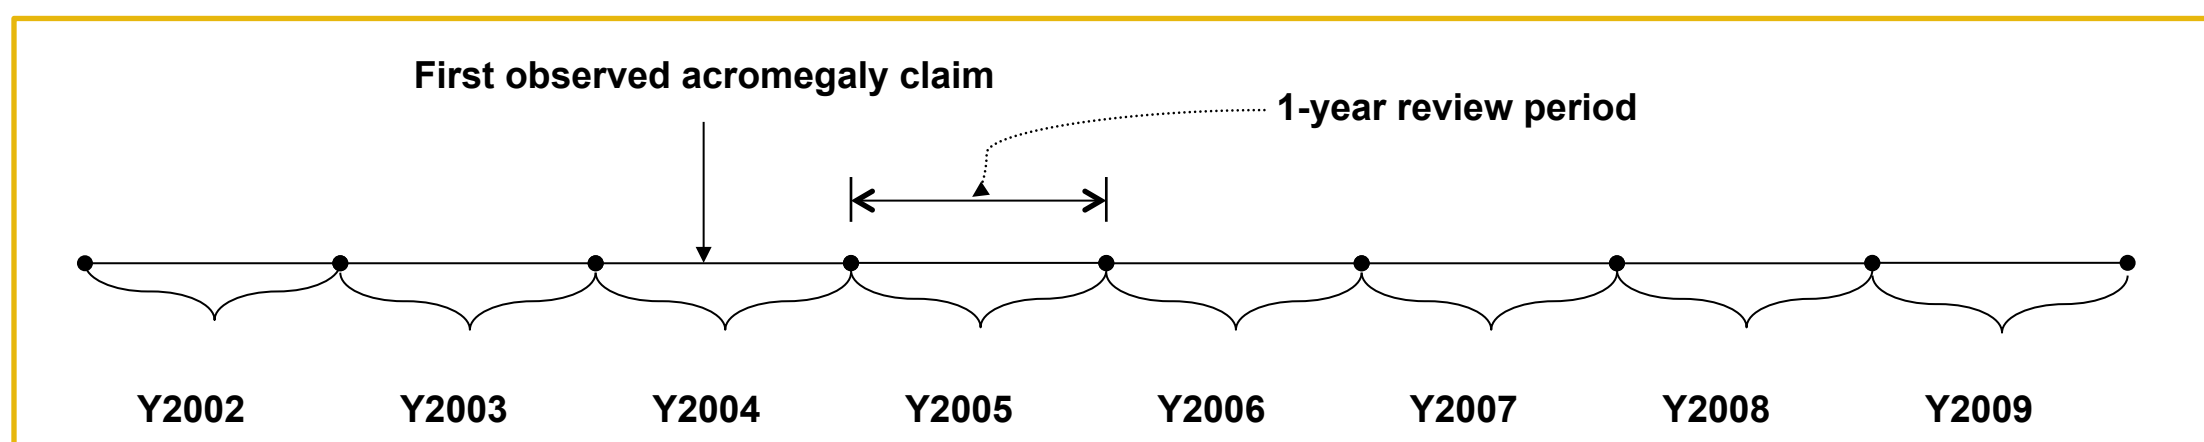 First observed acromegaly claim
1-year review period
Y2002 Y2003 Y2004 Y2005 Y2006 Y2007 Y2008 Y2009